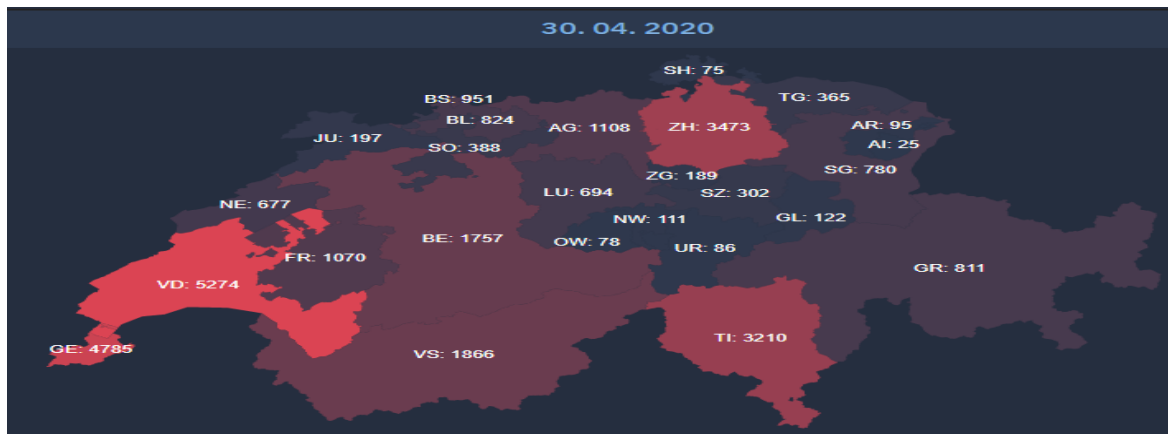 30. 04. 2020
SH: 75
BS: 951
TG: 365
BL: 824
AG: 1108
ZH: 3473
AR: 95
JU: 197
SO: 388
AI: 25
ZG: 189
SG: 780
LU: 694
SZ: 302
NE: 677
NW: 111
GL: 122
BE: 1757
OW: 78
UR: 86
FR: 1070
GR: 811
VD: 5274
TI: 3210
GE: 4785
VS: 1866